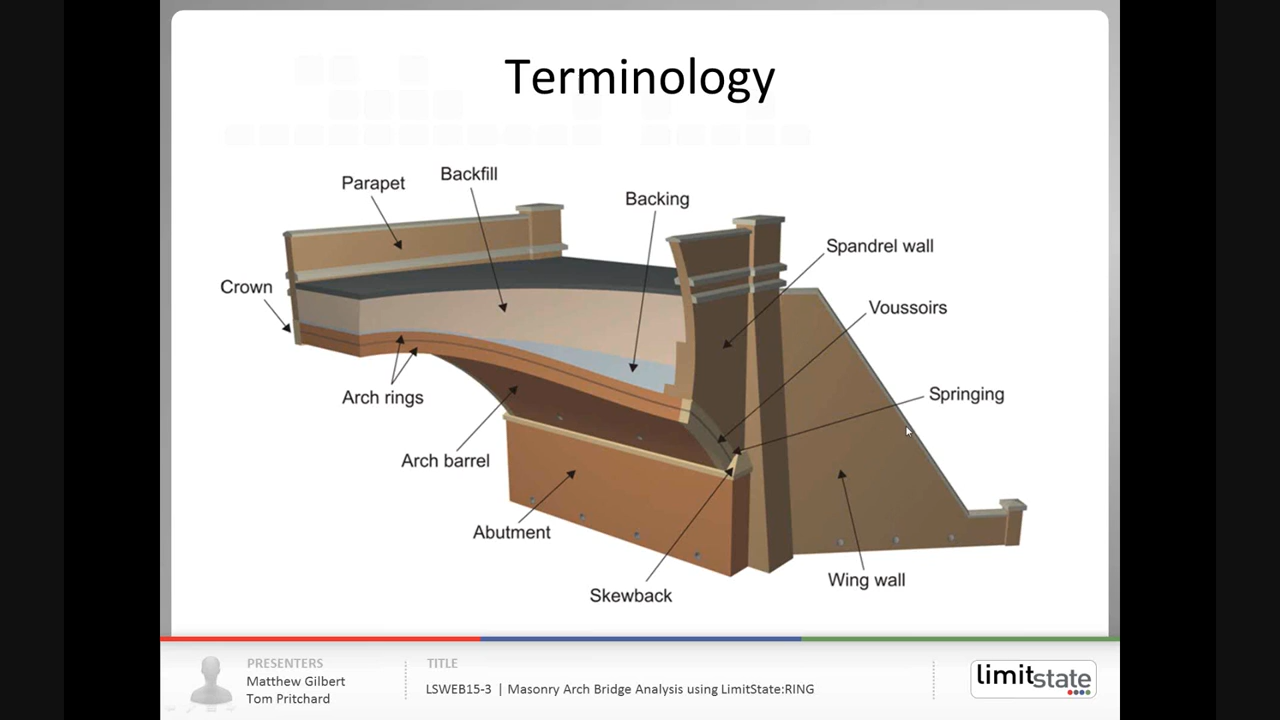 Terminology
Backfill
Parapet
Backing
Spandrel wall
Crown
Voussoirs
Arch rings
Springing
Arch barrel
Abutment
Wing wall
Skewback
PRESENTERS
Matthew Gilbert
Tom Pritchard
TITLE
LSWEB15-3 | Masonry Arch Bridge Analysis using LimitState:RING
limitstate